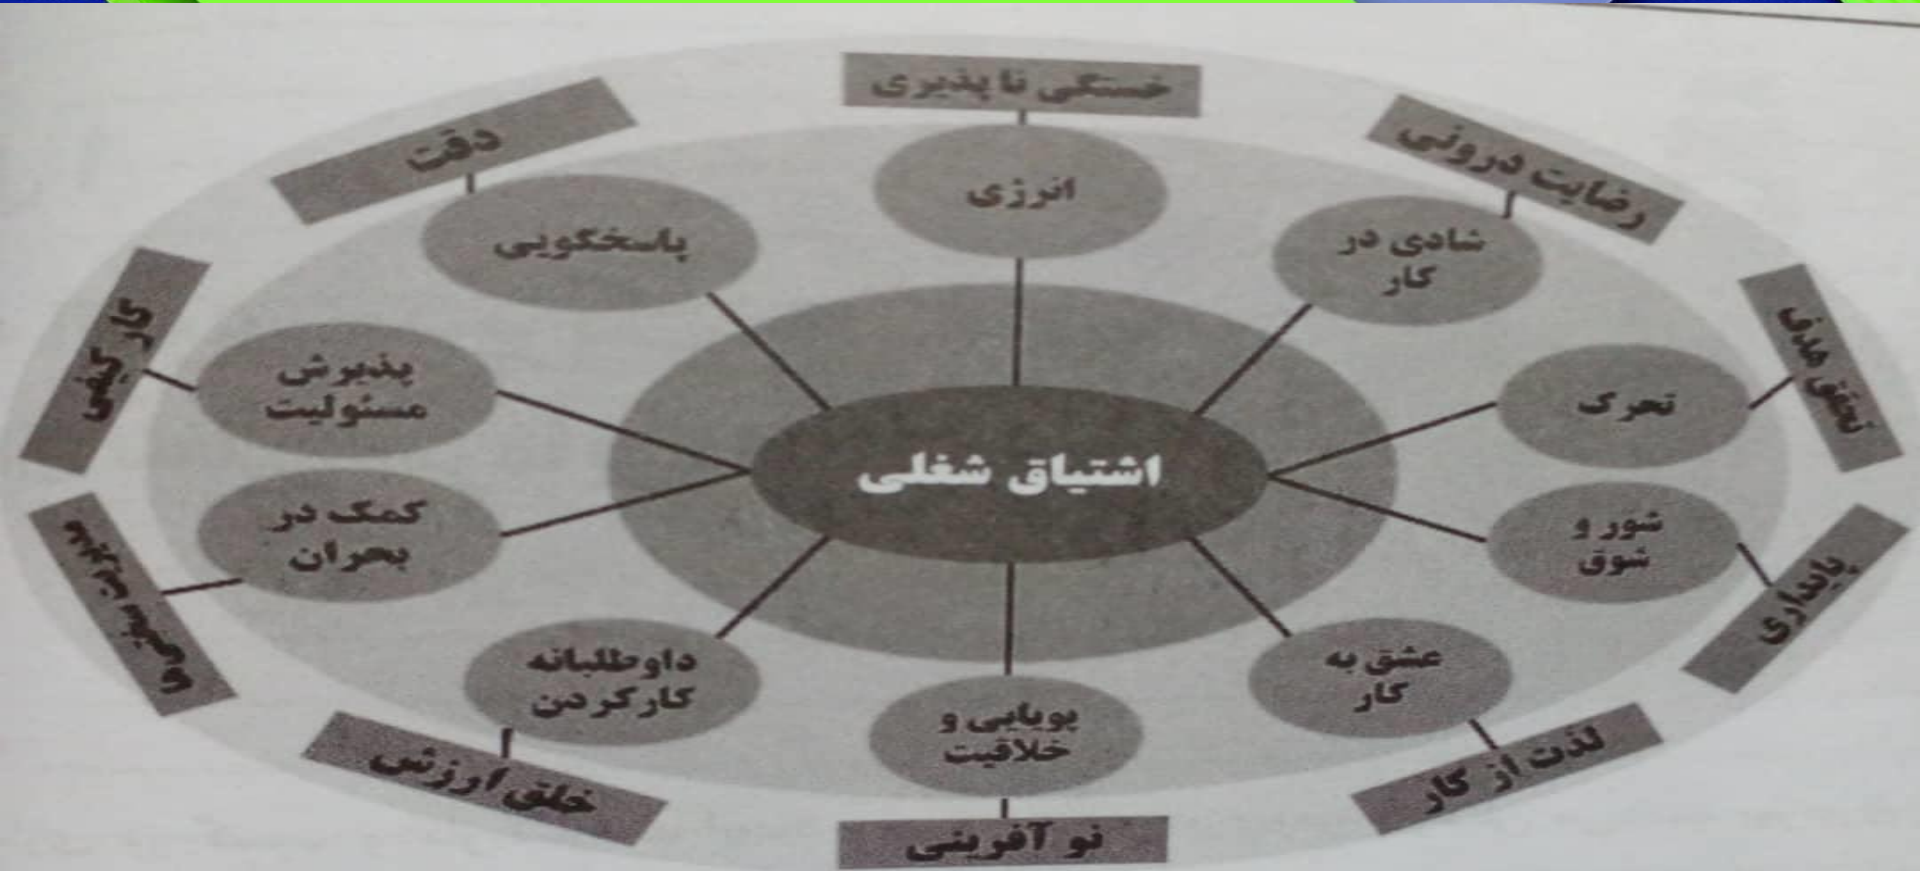 خستگی نا پذیری
انرژی
رضایت درونی
شادی در
کار
تحقق هدف
تحرک
پایداری
شور و
شوق
لذت از کار
عشق به
کار
نو آفرینی
پویایی و
خلاقیت
خلق ارزش
داوطلبانه
کارکردن
کمک در
بحران
کار کیفی
پذیرش
مسئولیت
دقت
پاسخگویی
اشتیاق شغلی